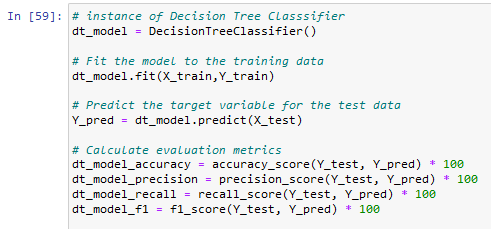 In [59]: # instance of Decision Tree Classsifier
dt_model = DecisionTreeClassifier()
# Fit the model to the training data
dt_model.fit(X_train,Y_train)
# Predict the target variable for the test data
Y_pred = dt_model.predict(X_test)
# Calculate evaluation metrics
dt_model_accuracy = accuracy_score(Y_test, Y_pred) * 100
dt_model_precision = precision_score(Y_test, Y_pred) * 100
dt_model_recall = recall_score(Y_test, Y_pred) * 100
dt_model_f1 = f1_score(Y_test, Y_pred) * 100